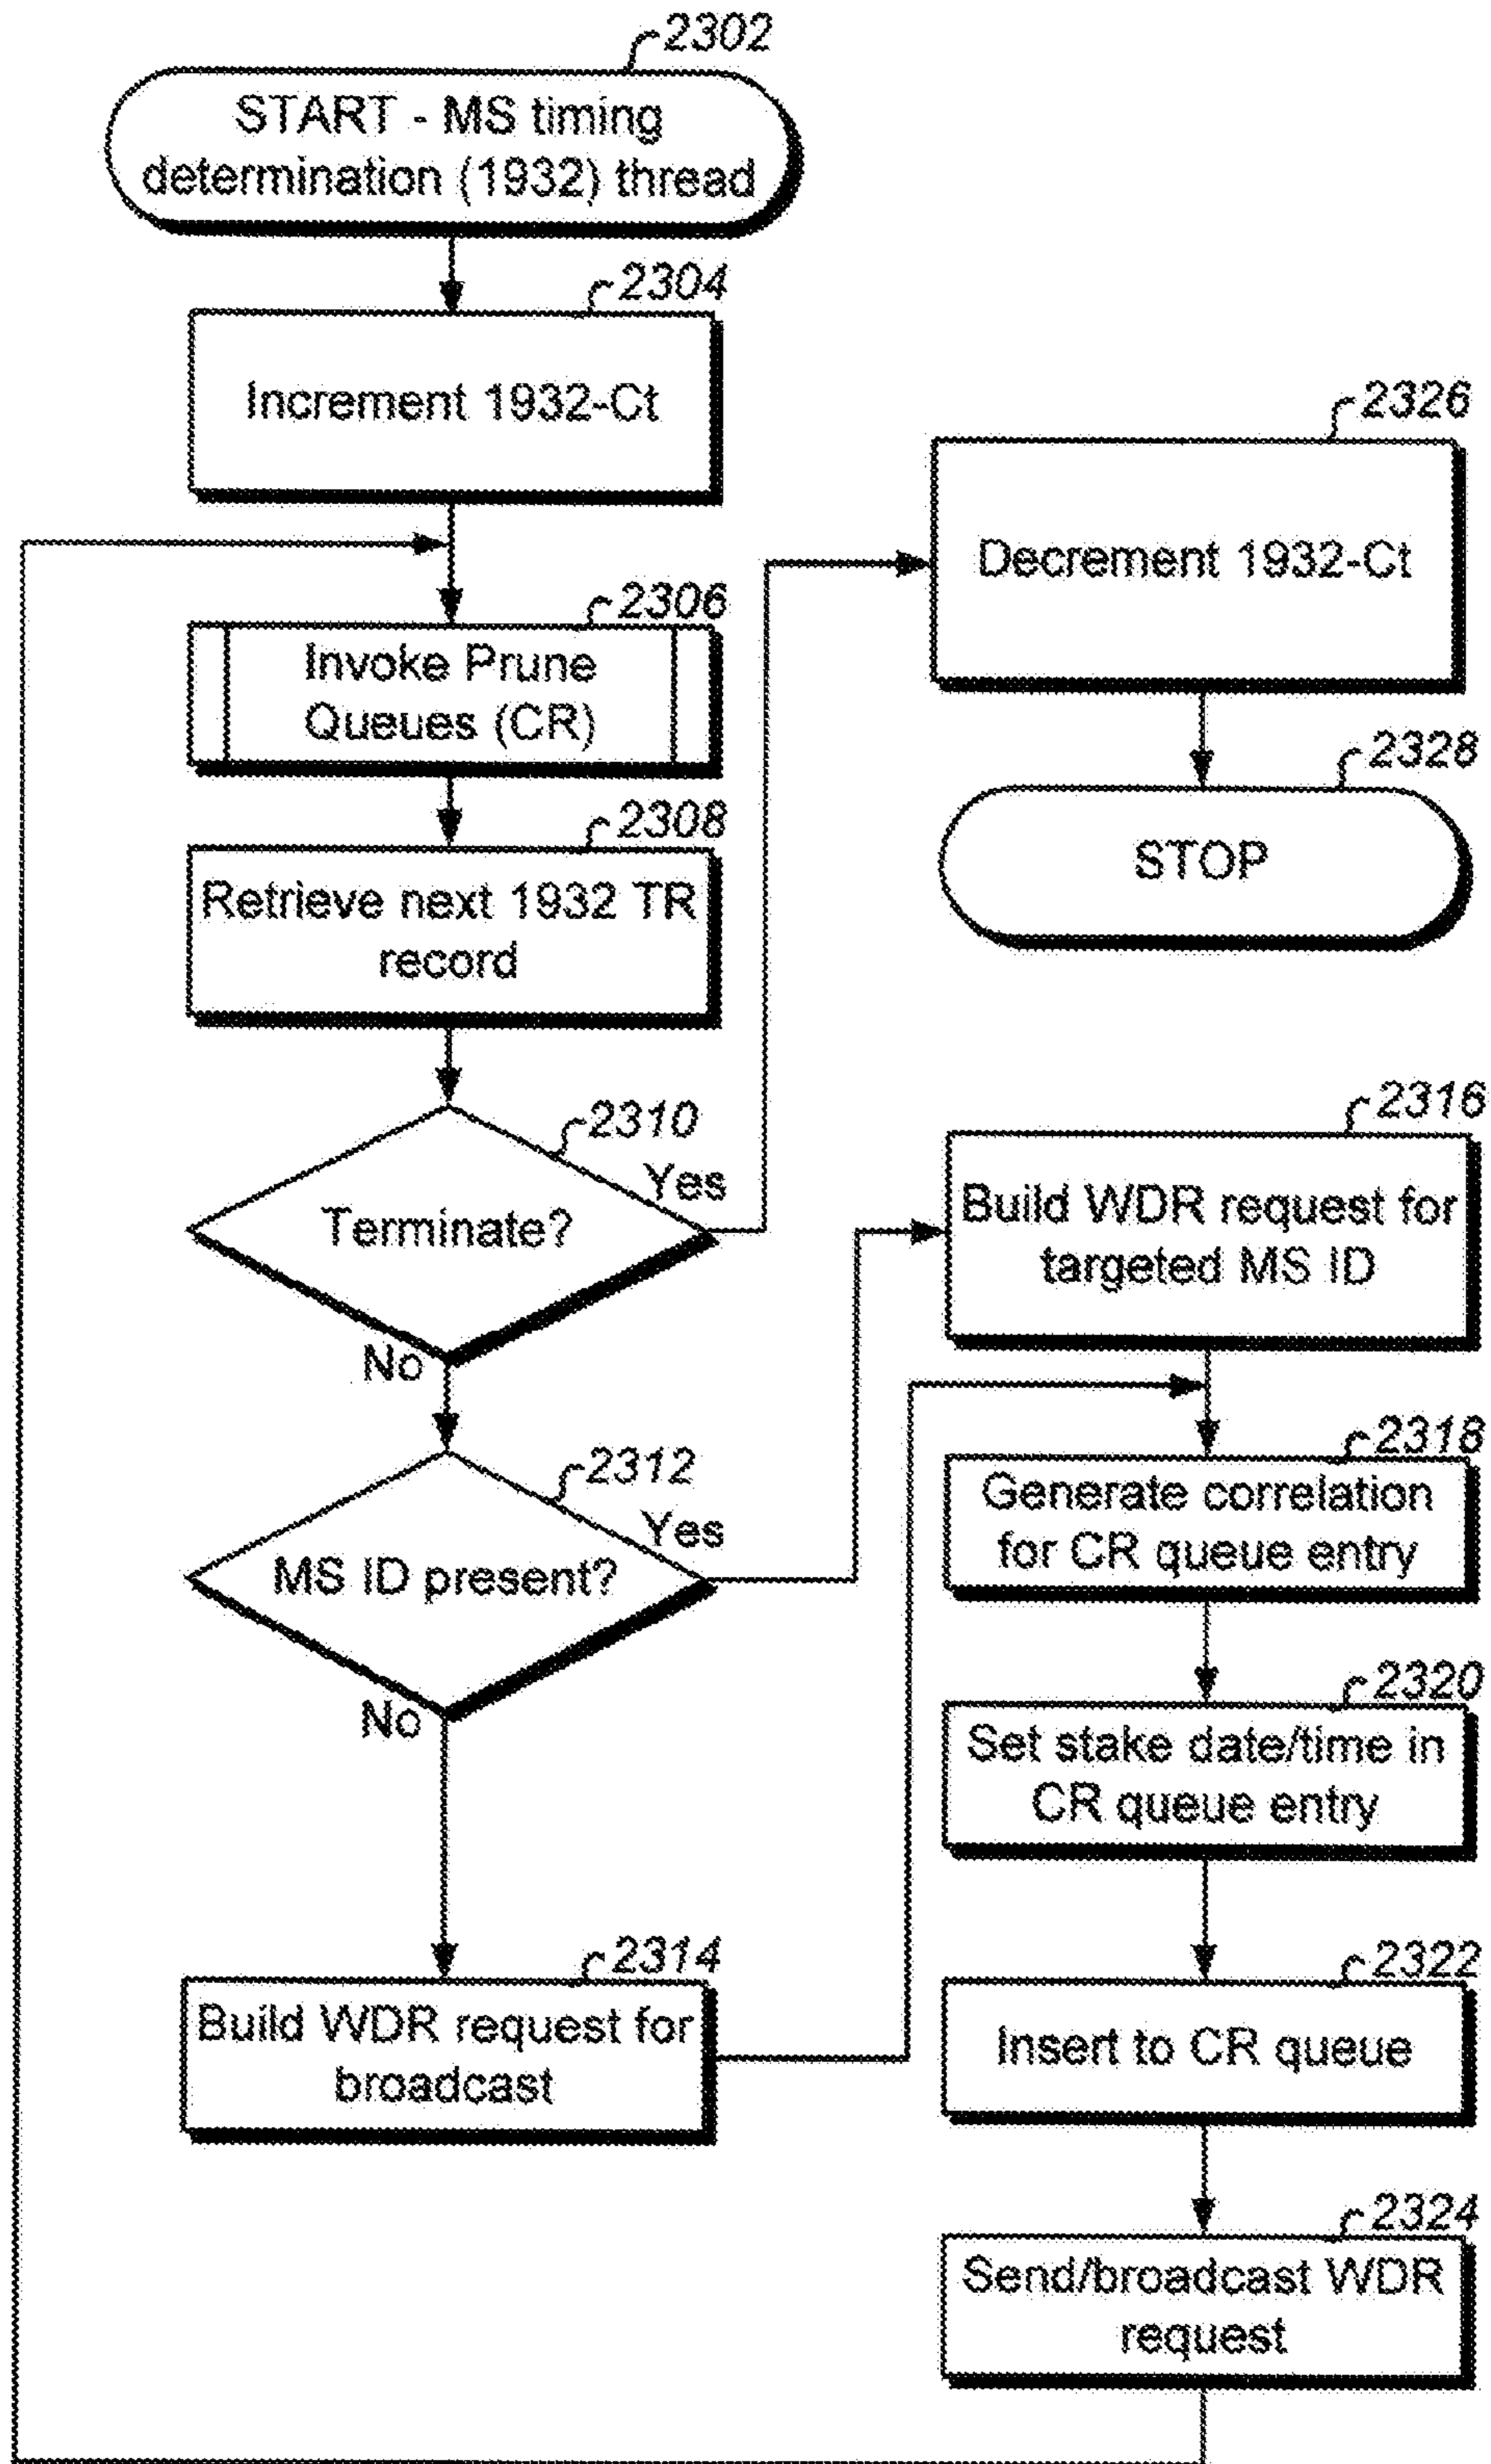 2302
START - MS timing
determination (1932) thread
2304
Increment 1932-Ct
2306
Invoke Prune
Queues (CR)
2308
Retrieve next 1932 TR
record
2310
Yes
Terminate?
No
2312
Yes
MS ID present?
No
2314
Build WDR request for
broadcast
2326
Decrement 1932-Ct
2328
STOP
2316
Build WDR request for
targeted MS ID
2318
Generate correlation
for CR queue entry
2320
Set stake date/time in
CR queue entry
2322
Insert to CR queue
2324
Send/broadcast WDR
request